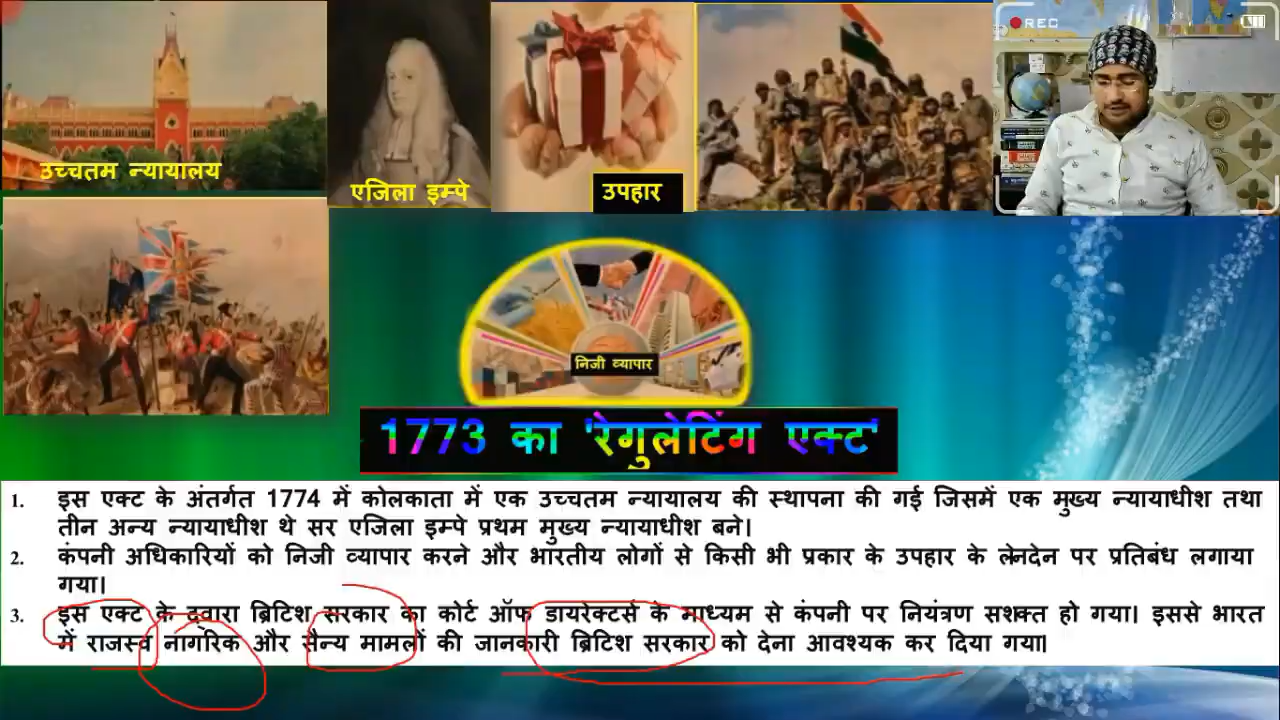 REC
उच्चतम न्यायालय
एजिला इम्पे
उपहार
निजी व्यापार
1773 का 'रेगुलेटिंग एक्ट'
1. इस एक्ट के अंतर्गत 1774 में कोलकाता में एक उच्चतम न्यायालय की स्थापना की गई जिसमें एक मुख्य न्यायाधीश तथा
तीन अन्य न्यायाधीश थे सर एजिला इम्पे प्रथम मुख्य न्यायाधीश बने।
2. कंपनी अधिकारियों को निजी व्यापार करने और भारतीय लोगों से किसी भी प्रकार के उपहार के लेनदेन पर प्रतिबंध लगाया
गया।
3. इस एक्ट के द्वारा ब्रिटिश सरकार का कोर्ट ऑफ डायरेक्टर्स के माध्यम से कंपनी पर नियंत्रण सशक्त हो गया। इससे भारत
में राजस्व नागरिक और सैन्य मामलों की जानकारी ब्रिटिश सरकार को देना आवश्यक कर दिया गया।